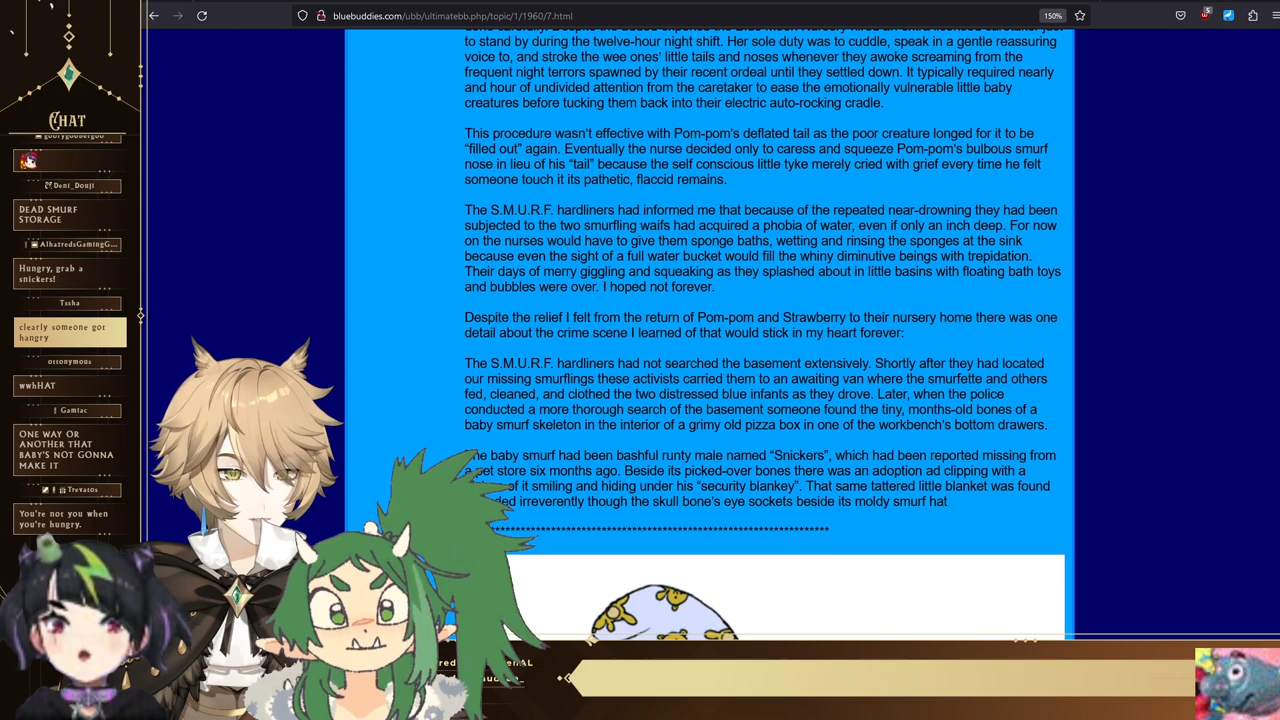 bluebuddies.com/ubb/ultimatebb.php/topic/1/1960/7.html
150%
5
CHAT
Deni_Douji
DEAD SMURF
STORAGE
AlhatredsGamingG...
Hungry, grab a
snickers!
Tssha
clearly someone got
hangry
ottonymous
wwhHAT
Gamiac
ONE WAY OR
ANOTHER THAT
BABY'S NOT GONNA
MAKE IT
Trevatos
You're not you when
you're hungry.
to stand by during the twelve-hour night shift. Her sole duty was to cuddle, speak in a gentle reassuring
voice to, and stroke the wee ones' little tails and noses whenever they awoke screaming from the
frequent night terrors spawned by their recent ordeal until they settled down. It typically required nearly
and hour of undivided attention from the caretaker to ease the emotionally vulnerable little baby
creatures before tucking them back into their electric auto-rocking cradle.
This procedure wasn't effective with Pom-pom's deflated tail as the poor creature longed for it to be
“filled out” again. Eventually the nurse decided only to caress and squeeze Pom-pom's bulbous smurf
nose in lieu of his “tail” because the self conscious little tyke merely cried with grief every time he felt
someone touch it its pathetic, flaccid remains.
The S.M.U.R.F. hardliners had informed me that because of the repeated near-drowning they had been
subjected to the two smurfling waifs had acquired a phobia of water, even if only an inch deep. For now
on the nurses would have to give them sponge baths, wetting and rinsing the sponges at the sink
because even the sight of a full water bucket would fill the whiny diminutive beings with trepidation.
Their days of merry giggling and squeaking as they splashed about in little basins with floating bath toys
and bubbles were over. I hoped not forever.
Despite the relief I felt from the return of Pom-pom and Strawberry to their nursery home there was one
detail about the crime scene I learned of that would stick in my heart forever:
The S.M.U.R.F. hardliners had not searched the basement extensively. Shortly after they had located
our missing smurflings these activists carried them to an awaiting van where the smurfette and others
fed, cleaned, and clothed the two distressed blue infants as they drove. Later, when the police
conducted a more thorough search of the basement someone found the tiny, months-old bones of a
baby smurf skeleton in the interior of a grimy old pizza box in one of the workbench's bottom drawers.
baby smurf had been bashful runty male named “Snickers”, which had been reported missing from
pet store six months ago. Beside its picked-over bones there was an adoption ad clipping with a
of it smiling and hiding under his “security blankey”. That same tattered little blanket was found
irreverently though the skull bone's eye sockets beside its moldy smurf hat